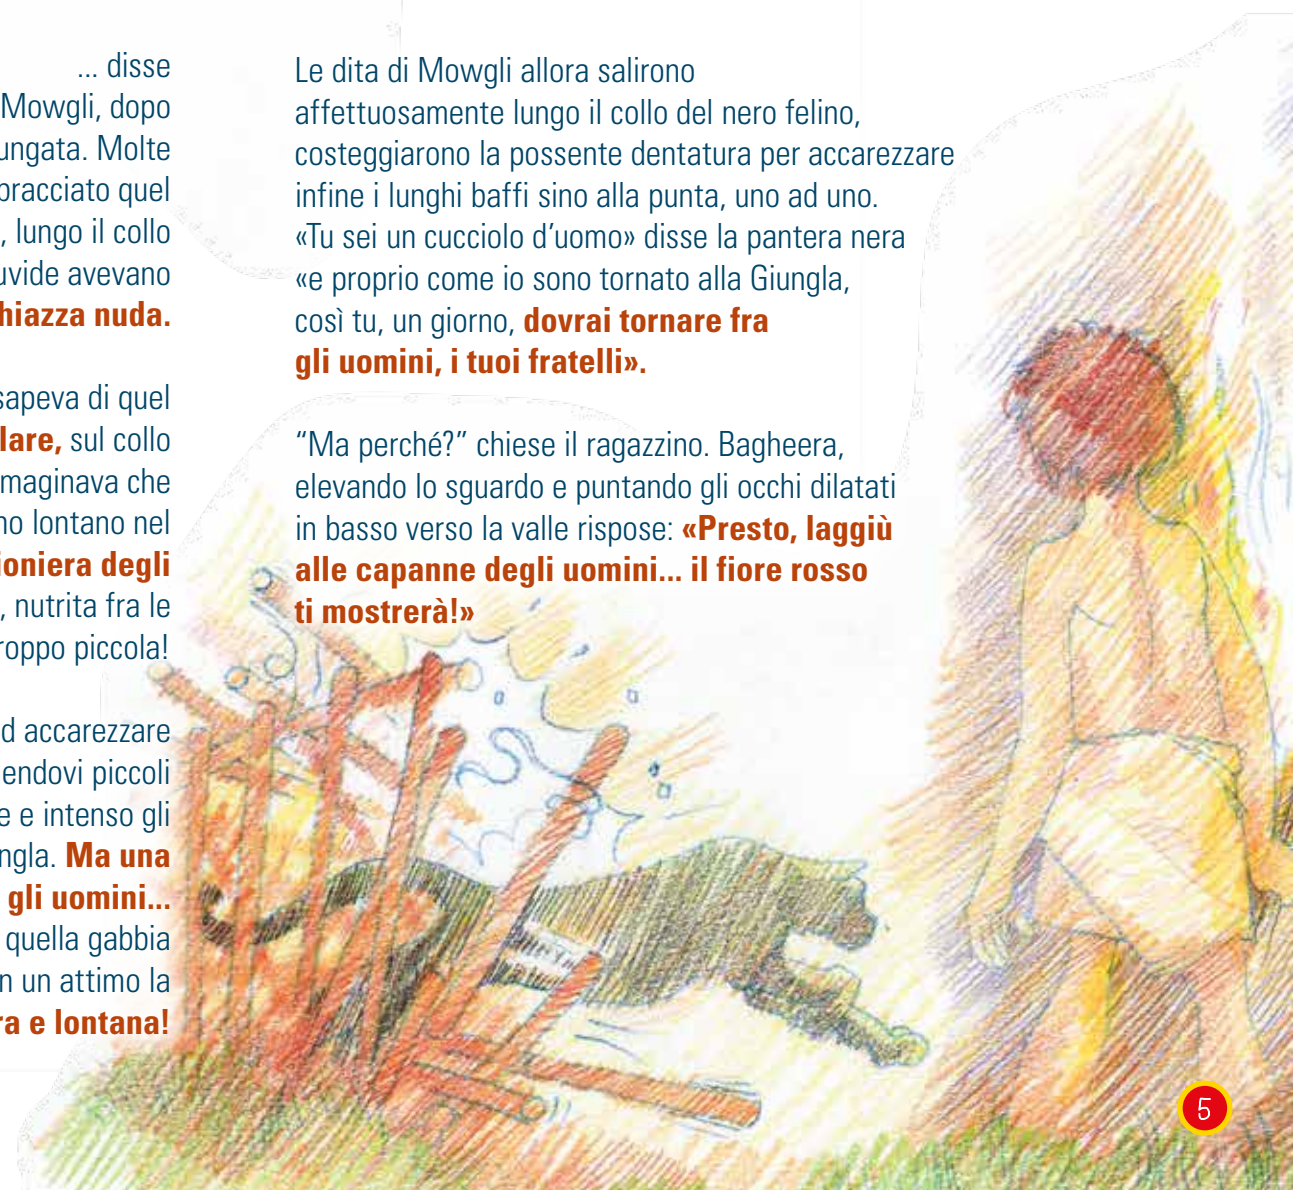 ... disse
Mowgli, dopo
ungata. Molte
bracciato quel
, lungo il collo
uvide avevano
hiazza nuda.
sapeva di quel
lare, sul collo
maginava che
no lontano nel
ioniera degli
, nutrita fra le
roppo piccola!
d accarezzare
endovi piccoli
e e intenso gli
ngla. Ma una
gli uomini...
quella gabbia
n un attimo la
ra e lontana!
Le dita di Mowgli allora salirono
affettuosamente lungo il collo del nero felino,
costeggiarono la possente dentatura per accarezzare
infine i lunghi baffi sino alla punta, uno ad uno.
«Tu sei un cucciolo d’uomo» disse la pantera nera
«e proprio come io sono tornato alla Giungla,
così tu, un giorno, dovrai tornare fra
gli uomini, i tuoi fratelli».
“Ma perché?” chiese il ragazzino. Bagheera,
elevando lo sguardo e puntando gli occhi dilatati
in basso verso la valle rispose: «Presto, laggiù
alle capanne degli uomini... il fiore rosso
ti mostrerà!»
5